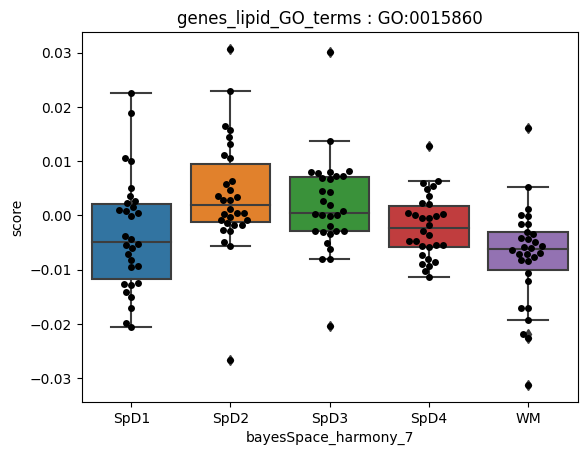 genes_lipid_GO_terms : GO:0015860
0.03
0.02
0.01
0.00
−0.01
−0.02
−0.03
score
SpD1 SpD2 SpD3 SpD4 WM
bayesSpace_harmony_7